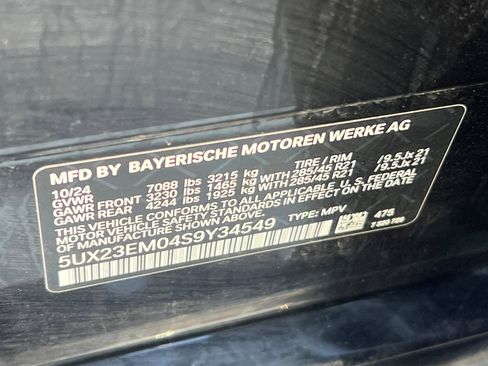 MFD BY BAYERISCHE MOTOREN WERKE AG
10/24 TIRE / RIM
GVWR 7088 lbs 3215 kg
GAWR FRONT 3230 lbs 1465 kg WITH 285/45 R21 /9.5Jx 21
GAWR REAR 4244 lbs 1925 kg WITH 285/45 R21 /9.5Jx 21
THIS VEHICLE CONFORMS TO ALL APPLICABLE U.S. FEDERAL
MOTOR VEHICLE SAFETY STANDARDS IN EFFECT ON THE DATE
OF MANUFACTURE SHOWN ABOVE.
5UX23EM04S9Y34549 TYPE: MPV 475